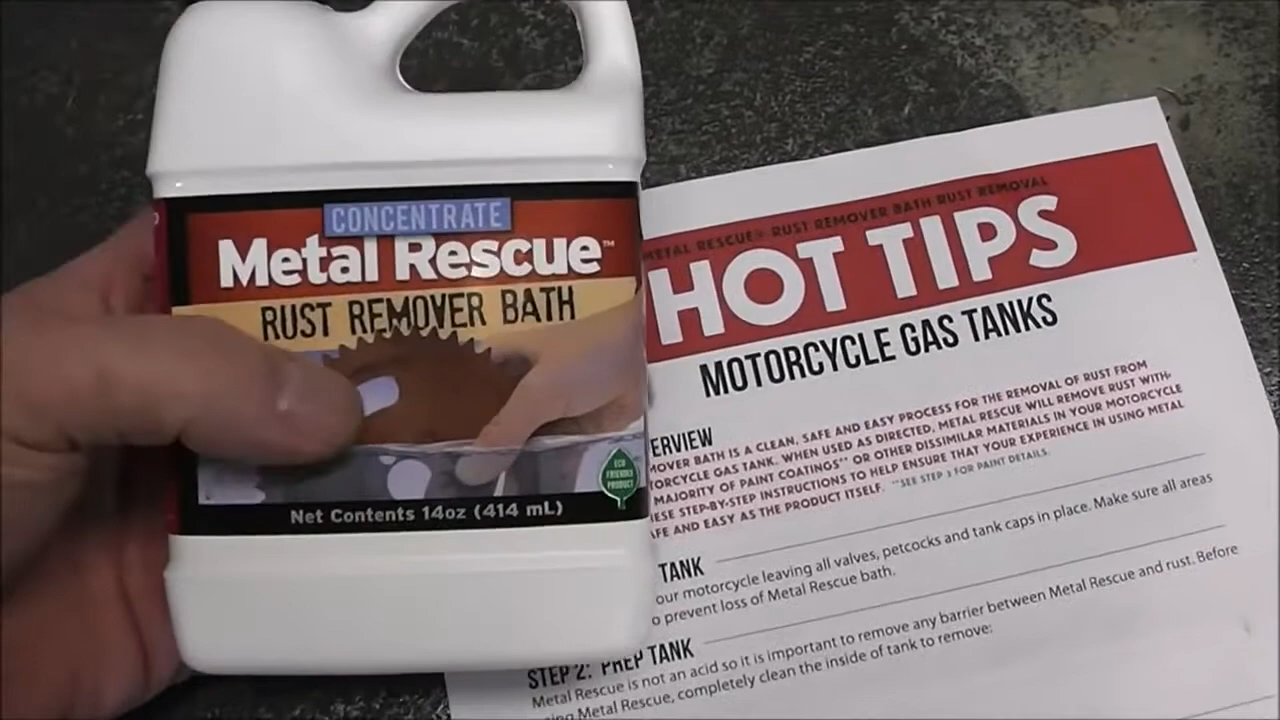 CONCENTRATE
Metal Rescue™
RUST REMOVER BATH
ECO
FRIENDLY
PRODUCT
Net Contents 14oz (414 mL)
METAL RESCUE® RUST REMOVER BATH RUST REMOVAL
HOT TIPS
MOTORCYCLE GAS TANKS
ERVIEW
MOVER BATH IS A CLEAN, SAFE AND EASY PROCESS FOR THE REMOVAL OF RUST FROM
TORCYCLE GAS TANK. WHEN USED AS DIRECTED, METAL RESCUE WILL REMOVE RUST WITH-
MAJORITY OF PAINT COATINGS** OR OTHER DISSIMILAR MATERIALS IN YOUR MOTORCYCLE
ESE STEP-BY-STEP INSTRUCTIONS TO HELP ENSURE THAT YOUR EXPERIENCE IN USING METAL
AFE AND EASY AS THE PRODUCT ITSELF. **SEE STEP 3 FOR PAINT DETAILS.
TANK
our motorcycle leaving all valves, petcocks and tank caps in place. Make sure all areas
o prevent loss of Metal Rescue bath.
STEP 2: PREP TANK
Metal Rescue is not an acid so it is important to remove any barrier between Metal Rescue and rust. Before
ing Metal Rescue, completely clean the inside of tank to remove: